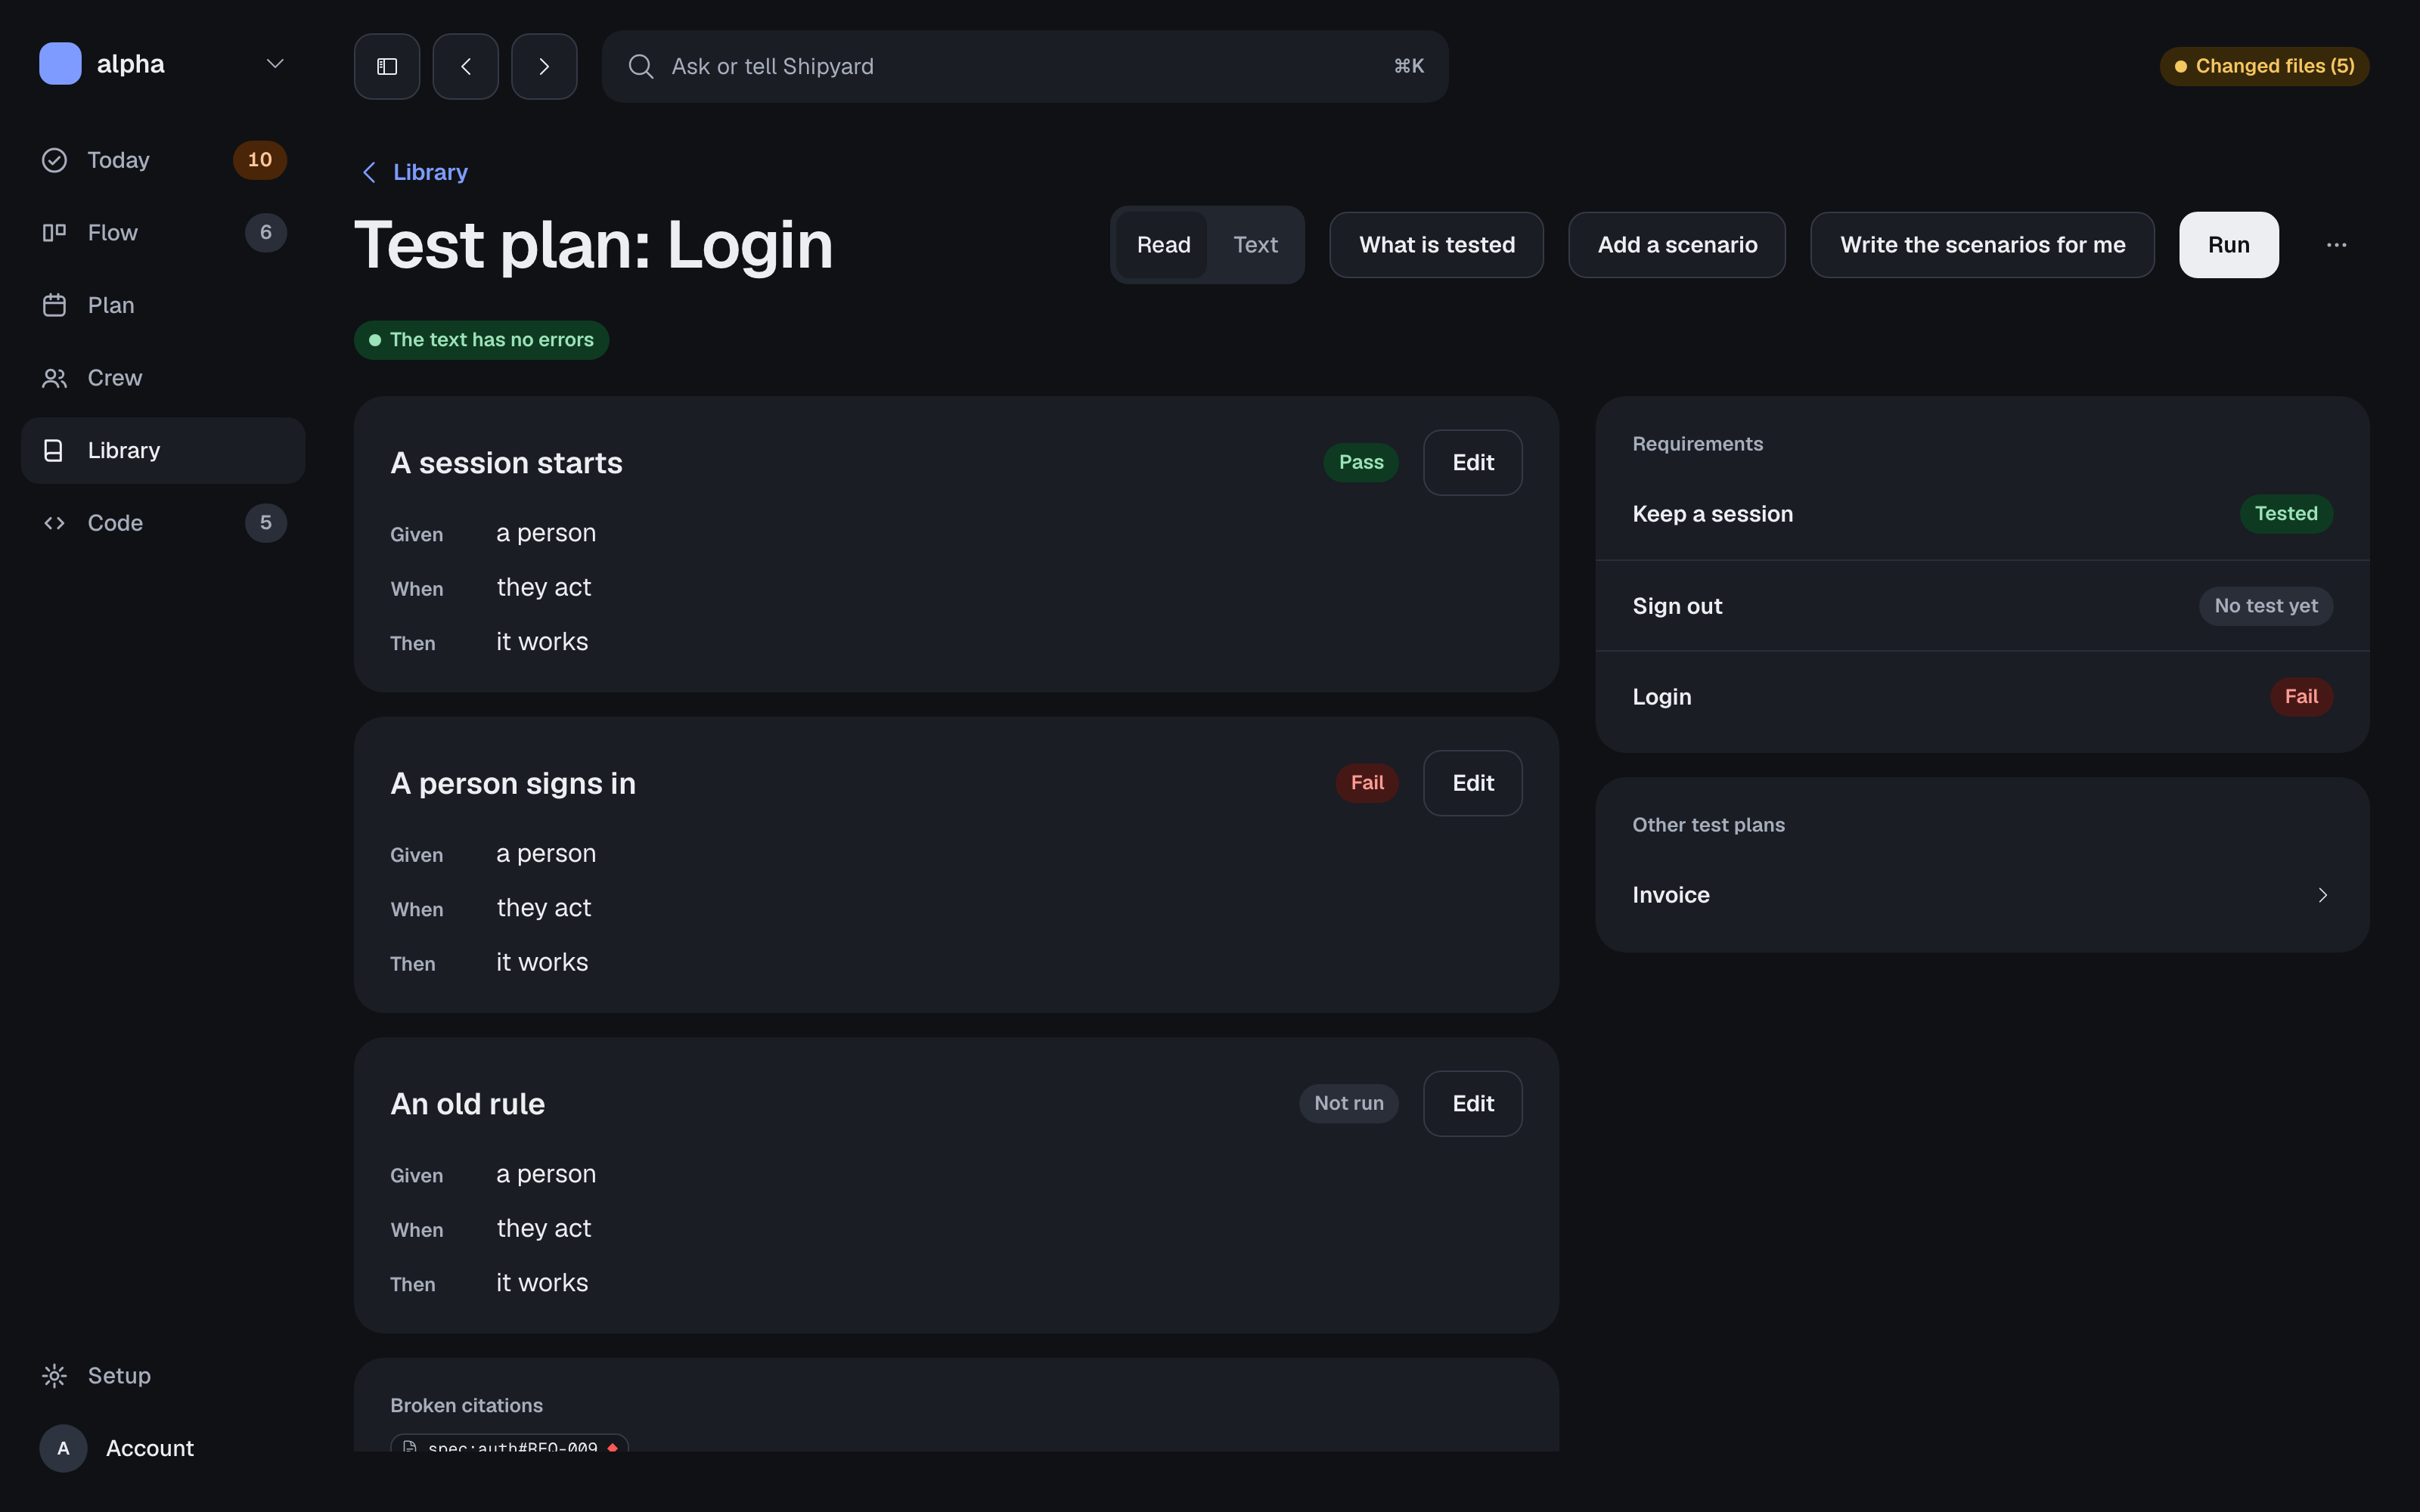 alpha
Ask or tell Shipyard
⌘K
Changed files (5)
Today
10
Flow
6
Plan
Crew
Library
Code
5
Setup
A
Account
Library
Test plan: Login
Read
Text
What is tested
Add a scenario
Write the scenarios for me
Run
The text has no errors
A session starts
Pass
Edit
Given
a person
When
they act
Then
it works
A person signs in
Fail
Edit
Given
a person
When
they act
Then
it works
An old rule
Not run
Edit
Given
a person
When
they act
Then
it works
Broken citations
spec:auth#REQ-009
Requirements
Keep a session
Tested
Sign out
No test yet
Login
Fail
Other test plans
Invoice